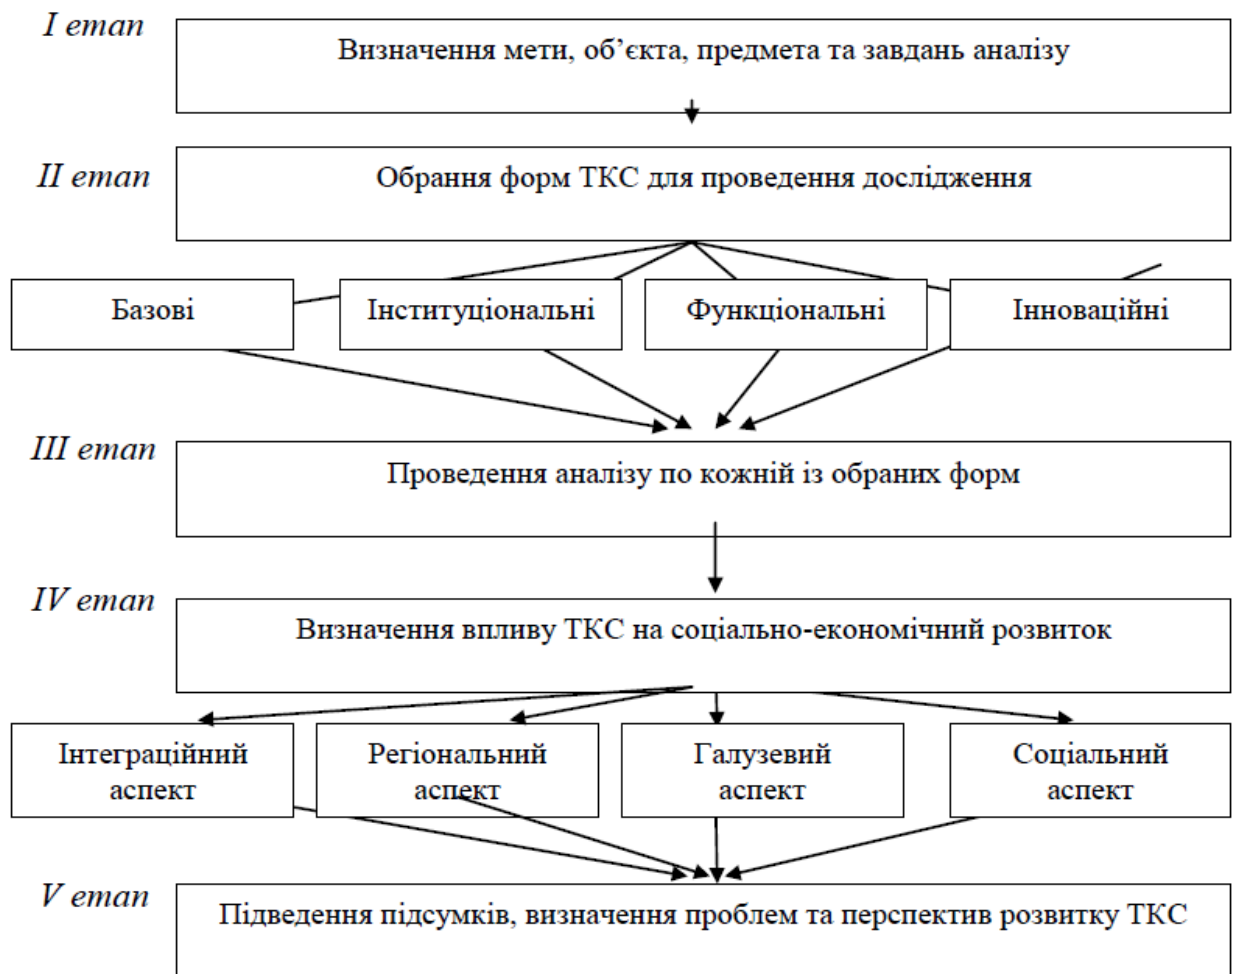 I етап
Визначення мети, об’єкта, предмета та завдань аналізу
II етап
Обрання форм ТКС для проведення дослідження
Базові
Інституціональні
Функціональні
Інноваційні
III етап
Проведення аналізу по кожній із обраних форм
IV етап
Визначення впливу ТКС на соціально-економічний розвиток
Інтеграційний
аспект
Регіональний
аспект
Галузевий
аспект
Соціальний
аспект
V етап
Підведення підсумків, визначення проблем та перспектив розвитку ТКС